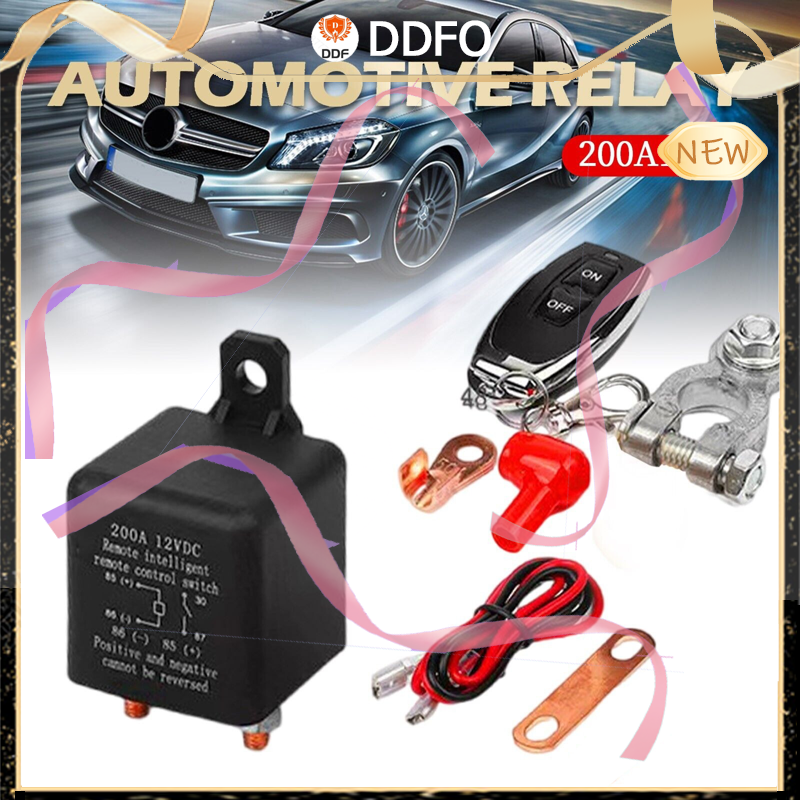 DDF
DDFO
AUTOMOTIVE RELAY
200A
NEW
ON
OFF
48
200A 12VDC
Remote intelligent
remote control switch
85 (+)
30
86 (-)
87
86 (-) 85 (+)
Positive and negative
cannot be reversed